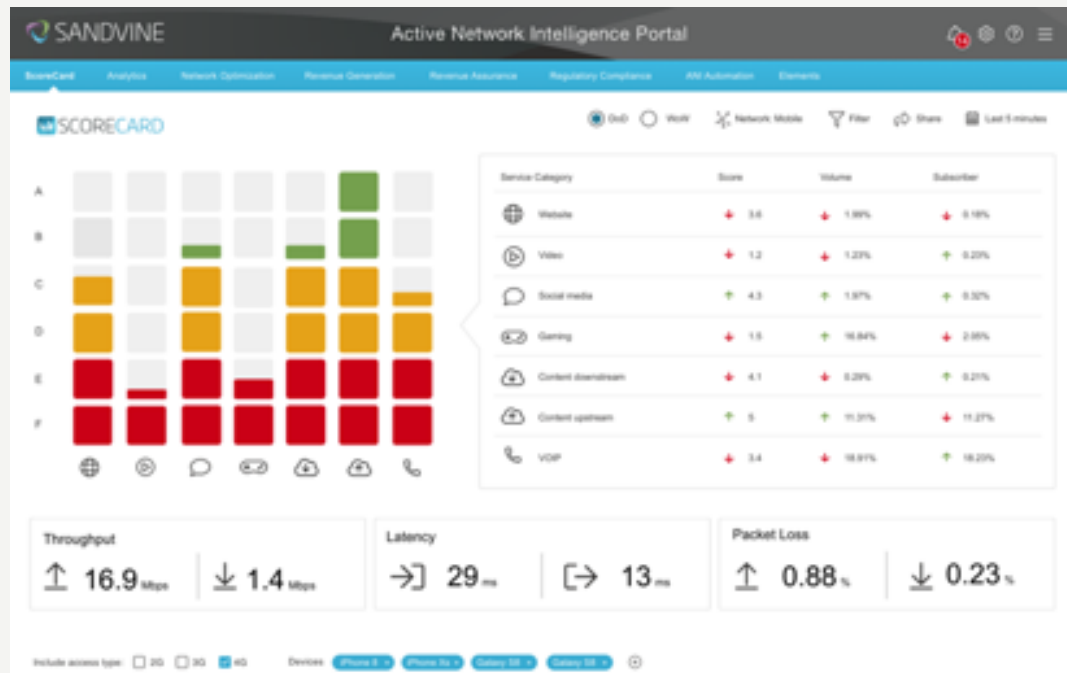 SANDVINE
Active Network Intelligence Portal
14
ScoreCard Analytics Network Optimization Revenue Generation Revenue Assurance Regulatory Compliance ANI Automation Elements
SCORECARD
DoD WoW Network Mobile Filter Share Last 5 minutes
Service Category Score Volume Subscriber
A
B
C
D
E
F
Website 3.6 1.99% 0.18%
Video 1.2 1.23% 0.23%
Social media 4.3 1.97% 0.32%
Gaming 1.5 16.84% 2.05%
Content downstream 4.1 0.29% 0.21%
Content upstream 5 11.31% 11.27%
VOIP 3.4 18.91% 18.23%
Throughput
16.9 Mbps 1.4 Mbps
Latency
29 ms 13 ms
Packet Loss
0.88 % 0.23 %
Include access type: 2G 3G 4G Devices iPhone 8 iPhone Xs Galaxy S8 Galaxy S8